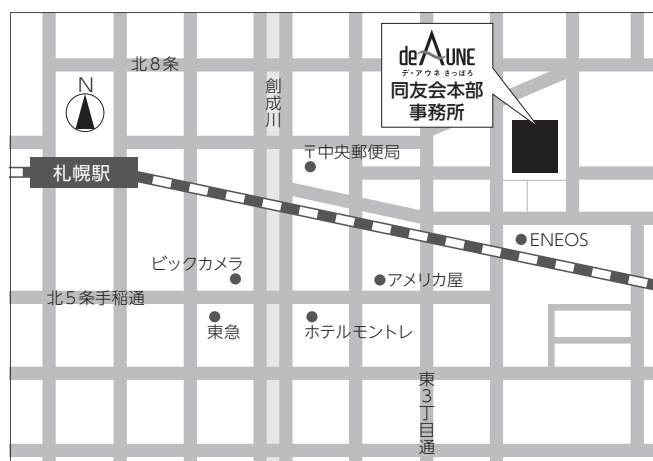 北8条
N
創成川
deAUNE
デ・アウネ さっぽろ
同友会本部
事務所
〒中央郵便局
札幌駅
ENEOS
ビックカメラ
アメリカ屋
北5条手稲通
東急
ホテルモントレ
東3丁目通